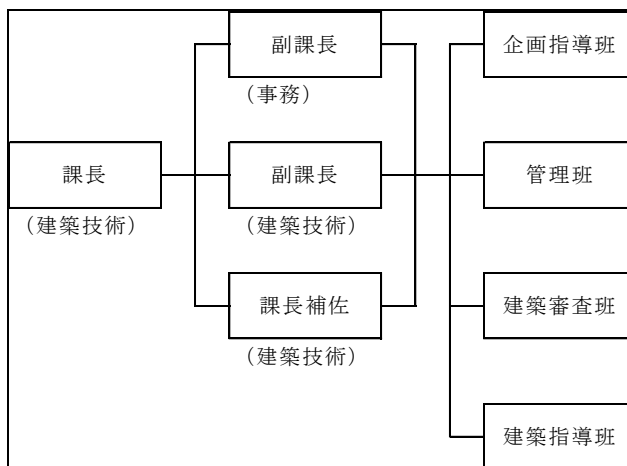 副課長
企画指導班
（事務）
課長
副課長
管理班
（建築技術）
（建築技術）
課長補佐
建築審査班
（建築技術）
建築指導班